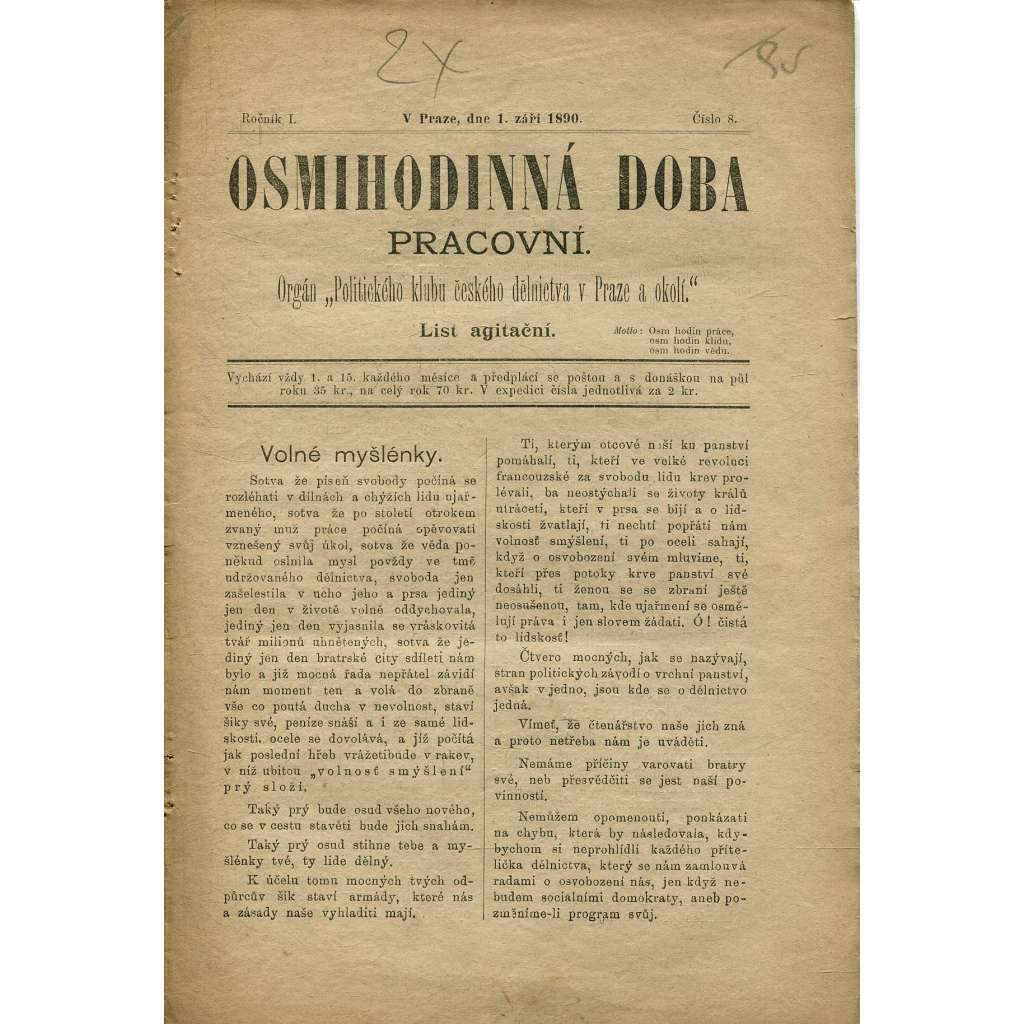 2x
Ročník I.
V Praze, dne 1. září 1890.
Číslo 8.
OSMIHODINNÁ DOBA
PRACOVNÍ.
Orgán „Politického klubu českého dělnictva v Praze a okolí.“
List agitační.
Motto: Osm hodin práce,
osm hodin klidu,
osm hodin vědu.
Vychází vždy 1. a 15. každého měsíce a předplácí se poštou a s donáškou na půl
roku 35 kr., na celý rok 70 kr. V expedici čísla jednotlivá za 2 kr.
Volné myšlénky.
Sotva že píseň svobody počíná se
rozléhati v dílnách a chýžích lidu ujař-
meného, sotva že po století otrokem
zvaný muž práce počíná opěvovati
vznešený svůj úkol, sotva že věda po-
někud oslnila mysl povždy ve tmě
udržovaného dělnictva, svoboda jen
zašelestila v ucho jeho a prsa jediný
jen den v životě volně oddychovala,
jediný jen den vyjasnila se vráskovitá
tvář milionů uhnětených, sotva že je-
diný jen den bratrské city sdíleti nám
bylo a již mocná řada nepřátel závidí
nám moment ten a volá do zbraně
vše co poutá ducha v nevolnost, staví
šiky své, peníze snáší a i ze samé lid-
skosti. ocele se dovolává, a již počítá
jak poslední hřeb vrážetibude v rakev,
v níž ubitou „volnosť smýšlení“
prý složí.
Taký prý bude osud všeho nového,
co se v cestu stavěti bude jich snahám.
Taký prý osud stihne tebe a my-
šlénky tvé, ty lide dělný.
K účelu tomu mocných tvých od-
půrcův šik staví armády, které nás
a zásady naše vyhladiti mají.
Ti, kterým otcové naší ku panství
pomáhalí, ti, kteří ve velké revoluci
francouzské za svobodu lidu krev pro-
lévali, ba neostýchali se životy králů
utráceti, kteří v prsa se bijí a o lid-
skosti žvatlají, ti nechtí popřáti nám
volnosť smýšlení, ti po oceli sahají,
když o osvobození svém mluvíme, ti,
kteří přes potoky krve panství své
dosáhli, ti ženou se se zbraní ještě
neosušenou, tam, kde ujařmení se osmě-
lují práva i jen slovem žádati. Ó! čistá
to lidskosť!
Čtvero mocných, jak se nazývají,
stran politických závodí o vrchní panství,
avšak v jedno, jsou kde se o dělnictvo
jedná.
Vímeť, že čtenářstvo naše jich zná
a proto netřeba nám je uváděti.
Nemáme příčiny varovati bratry
své, neb přesvědčiti se jest naší po-
vinností.
Nemůžem opomenouti, poukázati
na chybu, která by následovala, kdy-
bychom si neprohlídli každého příte-
líčka dělnictva, který se nám zamlouvá
radami o osvobození nás, jen když ne-
budem socialními domokraty, aneb po-
změníme-li program svůj.